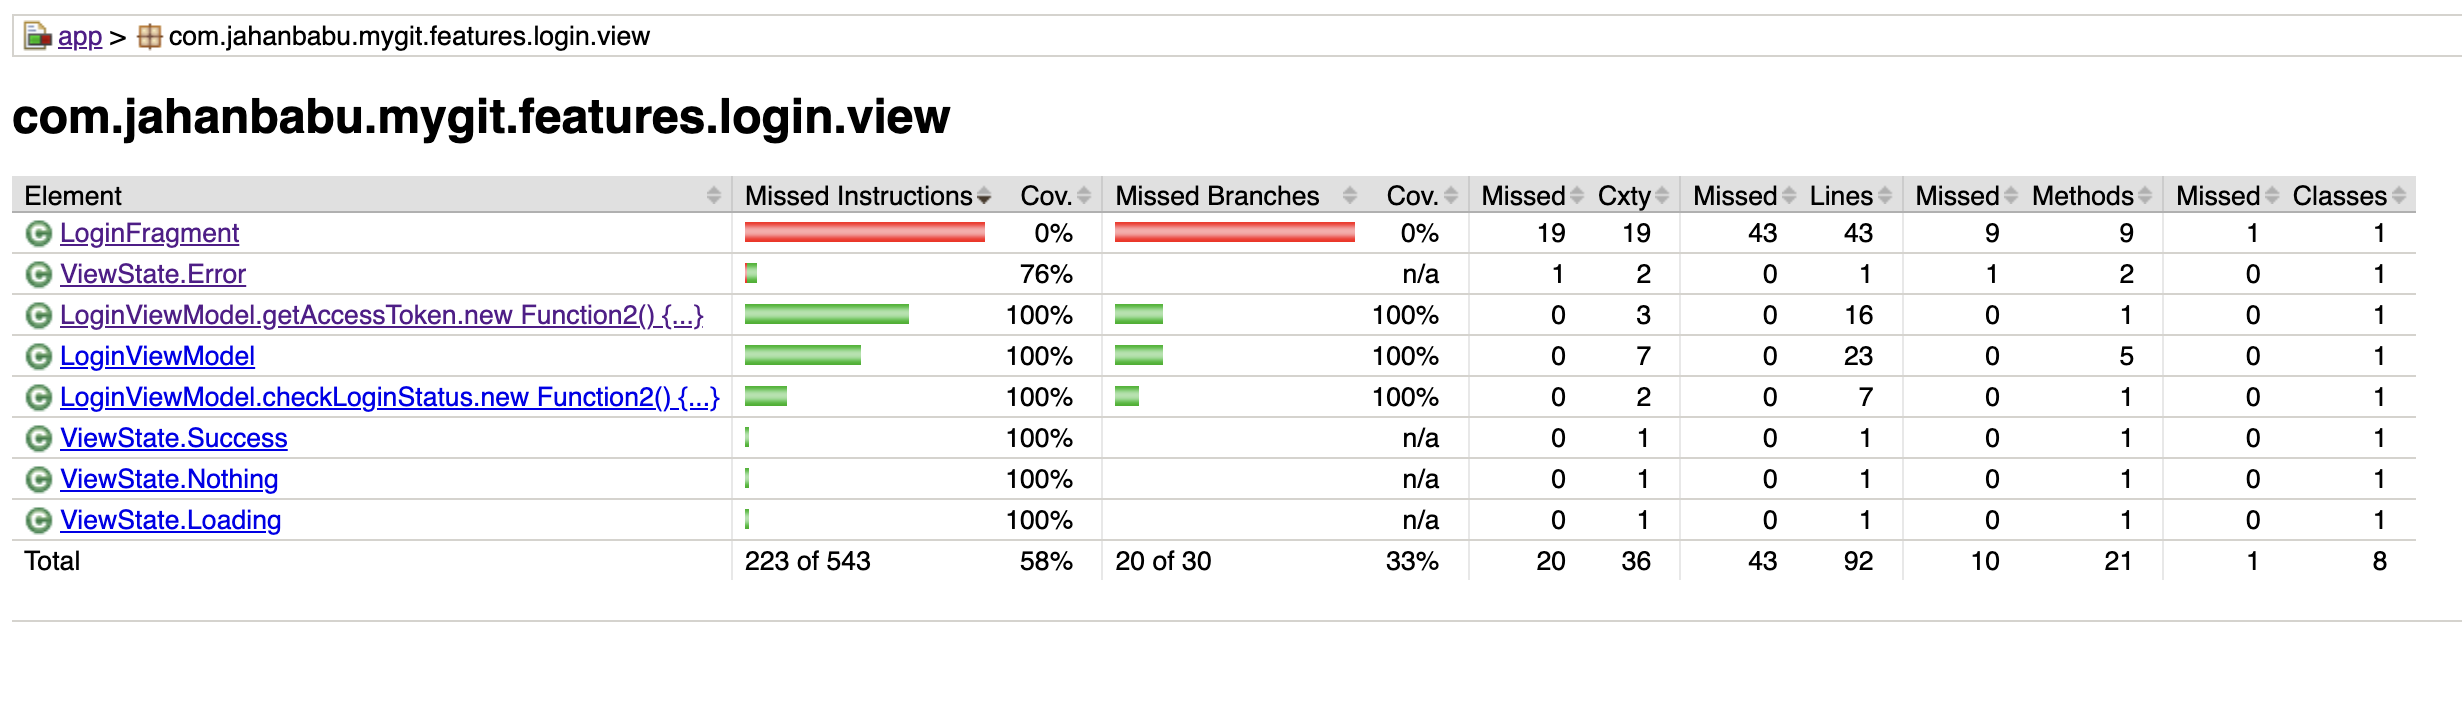 app > com.jahanbabu.mygit.features.login.view
com.jahanbabu.mygit.features.login.view
Element Missed Instructions Cov. Missed Branches Cov. Missed Cxty Missed Lines Missed Methods Missed Classes
LoginFragment 0% 0% 19 19 43 43 9 9 1 1
ViewState.Error 76% n/a 1 2 0 1 1 2 0 1
LoginViewModel.getAccessToken.new Function2() {...} 100% 100% 0 3 0 16 0 1 0 1
LoginViewModel 100% 100% 0 7 0 23 0 5 0 1
LoginViewModel.checkLoginStatus.new Function2() {...} 100% 100% 0 2 0 7 0 1 0 1
ViewState.Success 100% n/a 0 1 0 1 0 1 0 1
ViewState.Nothing 100% n/a 0 1 0 1 0 1 0 1
ViewState.Loading 100% n/a 0 1 0 1 0 1 0 1
Total 223 of 543 58% 20 of 30 33% 20 36 43 92 10 21 1 8